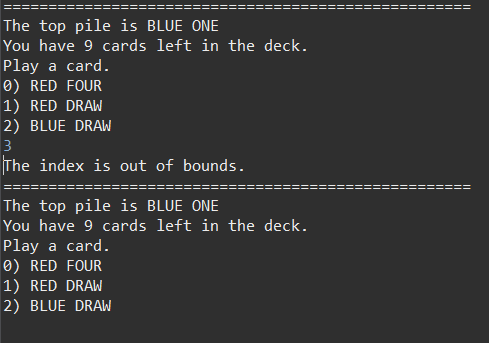 ====================================================
The top pile is BLUE ONE
You have 9 cards left in the deck.
Play a card.
0) RED FOUR
1) RED DRAW
2) BLUE DRAW
3
The index is out of bounds.
====================================================
The top pile is BLUE ONE
You have 9 cards left in the deck.
Play a card.
0) RED FOUR
1) RED DRAW
2) BLUE DRAW